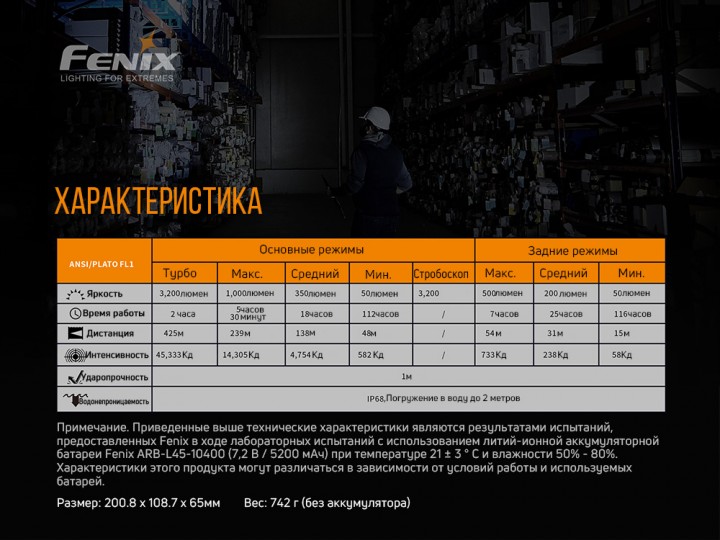 FENIX
LIGHTING FOR EXTREMES
ХАРАКТЕРИСТИКА
ANSI/PLATO FL1 Основные режимы Задние режимы
Турбо Макс. Средний Мин. Стробоскоп Макс. Средний Мин.
Яркость 3,200люмен 1,000люмен 350люмен 50люмен 3,200 500люмен 200люмен 50люмен
Время работы 2 часа 5часов 30минут 18часов 112часов / 7часов 25часов 116часов
Дистанция 425м 239м 138м 48м / 54м 31м 15м
Интенсивность 45,333Кд 14,305Кд 4,754Кд 582Кд / 733Кд 238Кд 58Кд
Ударопрочность 1м
Водонепроницаемость IP68,Погружение в воду до 2 метров
Примечание. Приведенные выше технические характеристики являются результатами испытаний,
предоставленных Fenix в ходе лабораторных испытаний с использованием литий-ионной аккумуляторной
батареи Fenix ARB-L45-10400 (7,2 В / 5200 мАч) при температуре 21 ± 3 ° C и влажности 50% - 80%.
Характеристики этого продукта могут различаться в зависимости от условий работы и используемых
батарей.
Размер: 200.8 x 108.7 x 65мм Вес: 742 г (без аккумулятора)